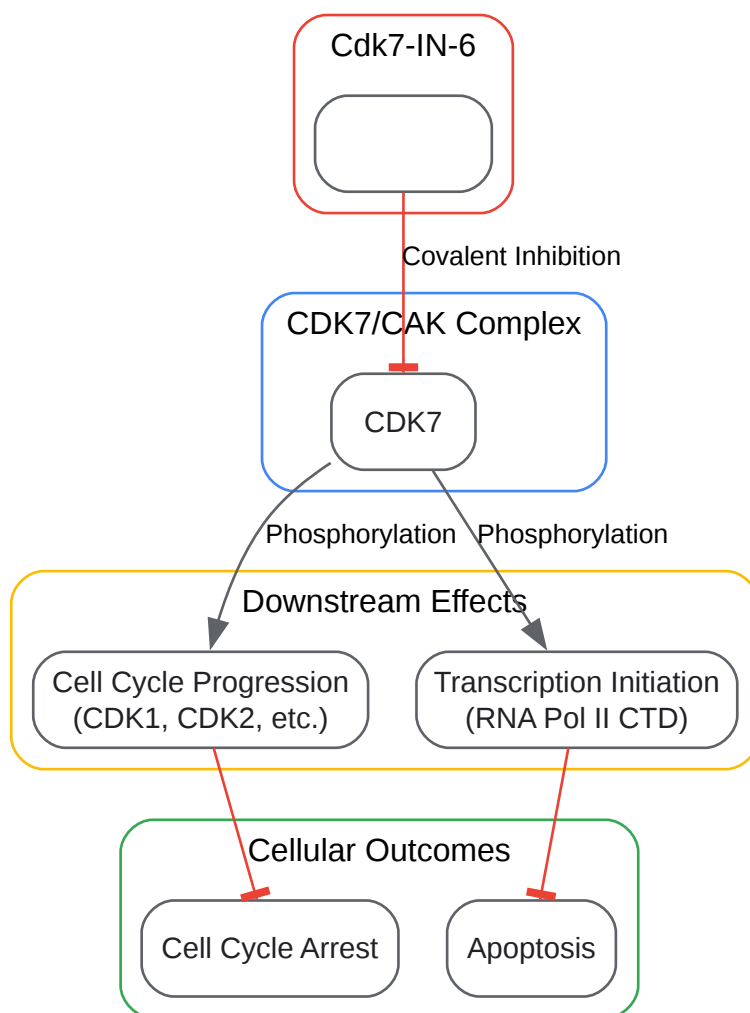 Cdk7-IN-6
Covalent Inhibition
CDK7/CAK Complex
CDK7
Phosphorylation
Phosphorylation
Downstream Effects
Cell Cycle Progression
(CDK1, CDK2, etc.)
Transcription Initiation
(RNA Pol II CTD)
Cellular Outcomes
Cell Cycle Arrest
Apoptosis